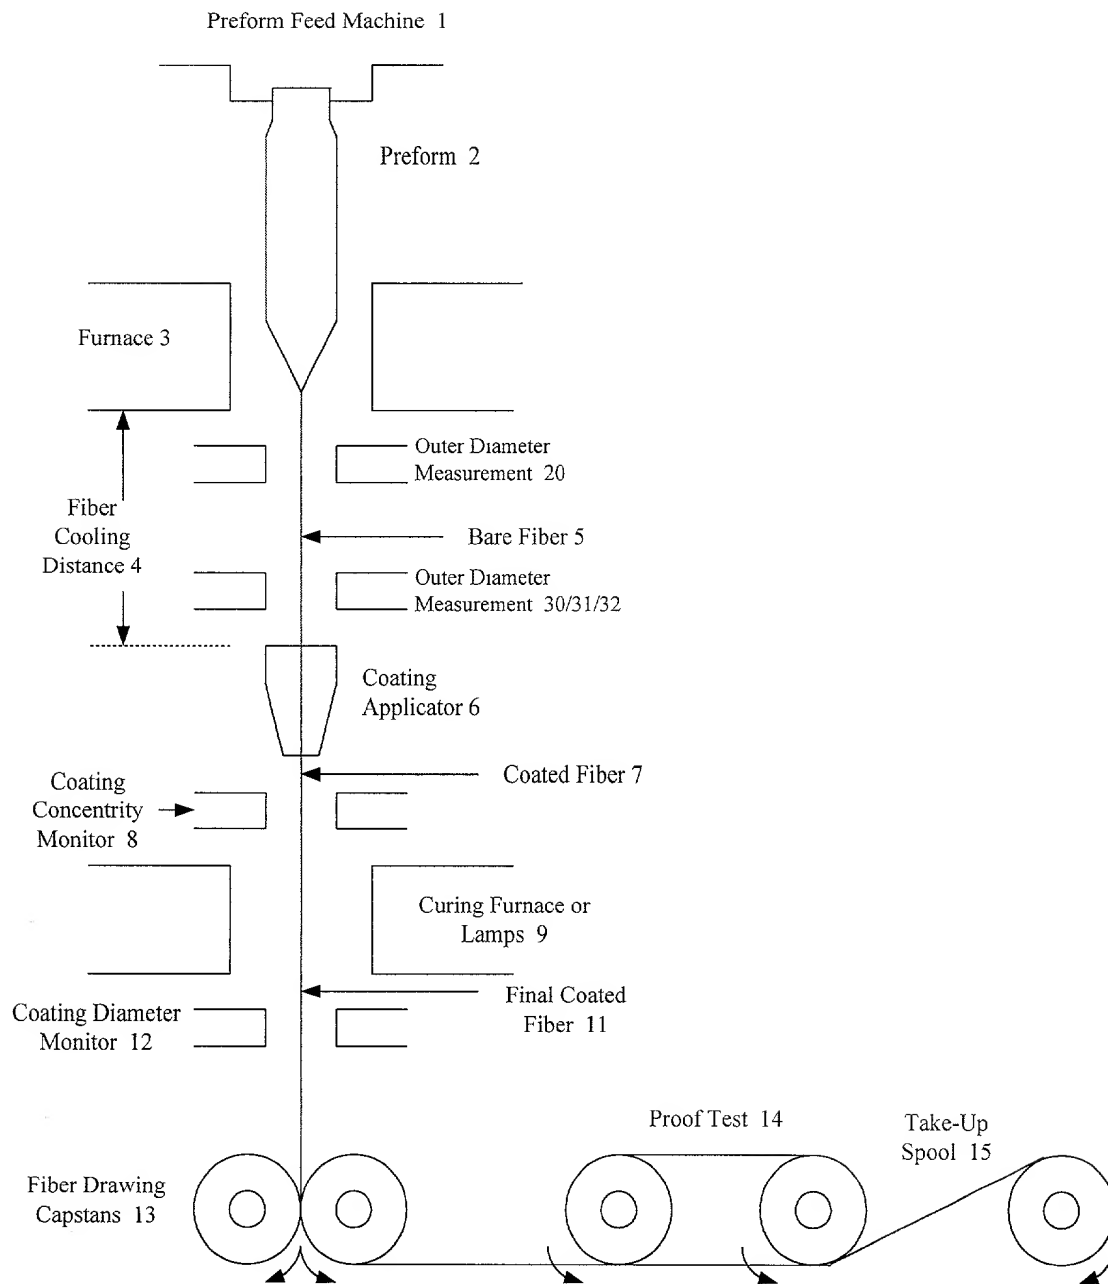 Preform Feed Machine 1
Preform 2
Furnace 3
Outer Diameter
Measurement 20
Fiber
Cooling
Distance 4
Bare Fiber 5
Outer Diameter
Measurement 30/31/32
Coating
Applicator 6
Coated Fiber 7
Coating
Concentrity
Monitor 8
Curing Furnace or
Lamps 9
Final Coated
Fiber 11
Coating Diameter
Monitor 12
Proof Test 14
Take-Up
Spool 15
Fiber Drawing
Capstans 13